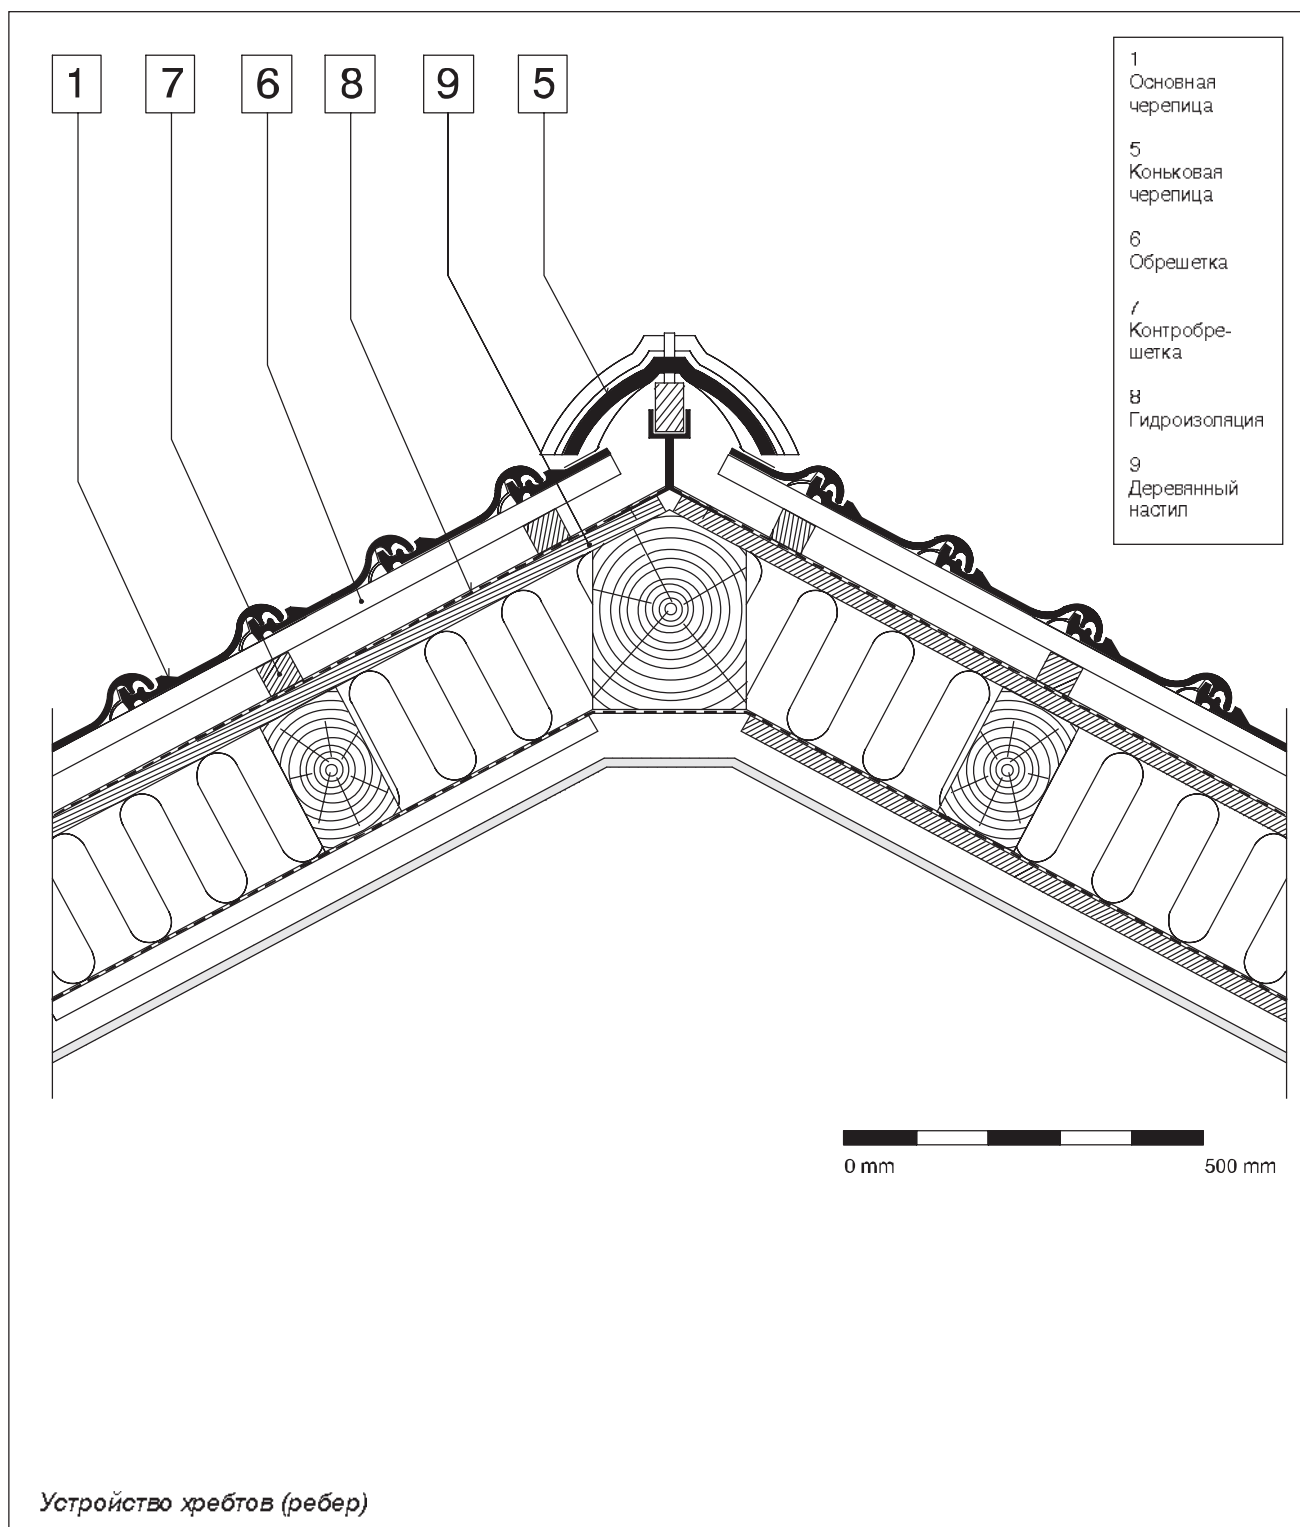 1 7 6 8 9 5
1
Основная
черепица
5
Коньковая
черепица
6
Обрешетка
7
Контробре-
шетка
8
Гидроизоляция
9
Деревянный
настил
0 mm 500 mm
Устройство хребтов (ребер)